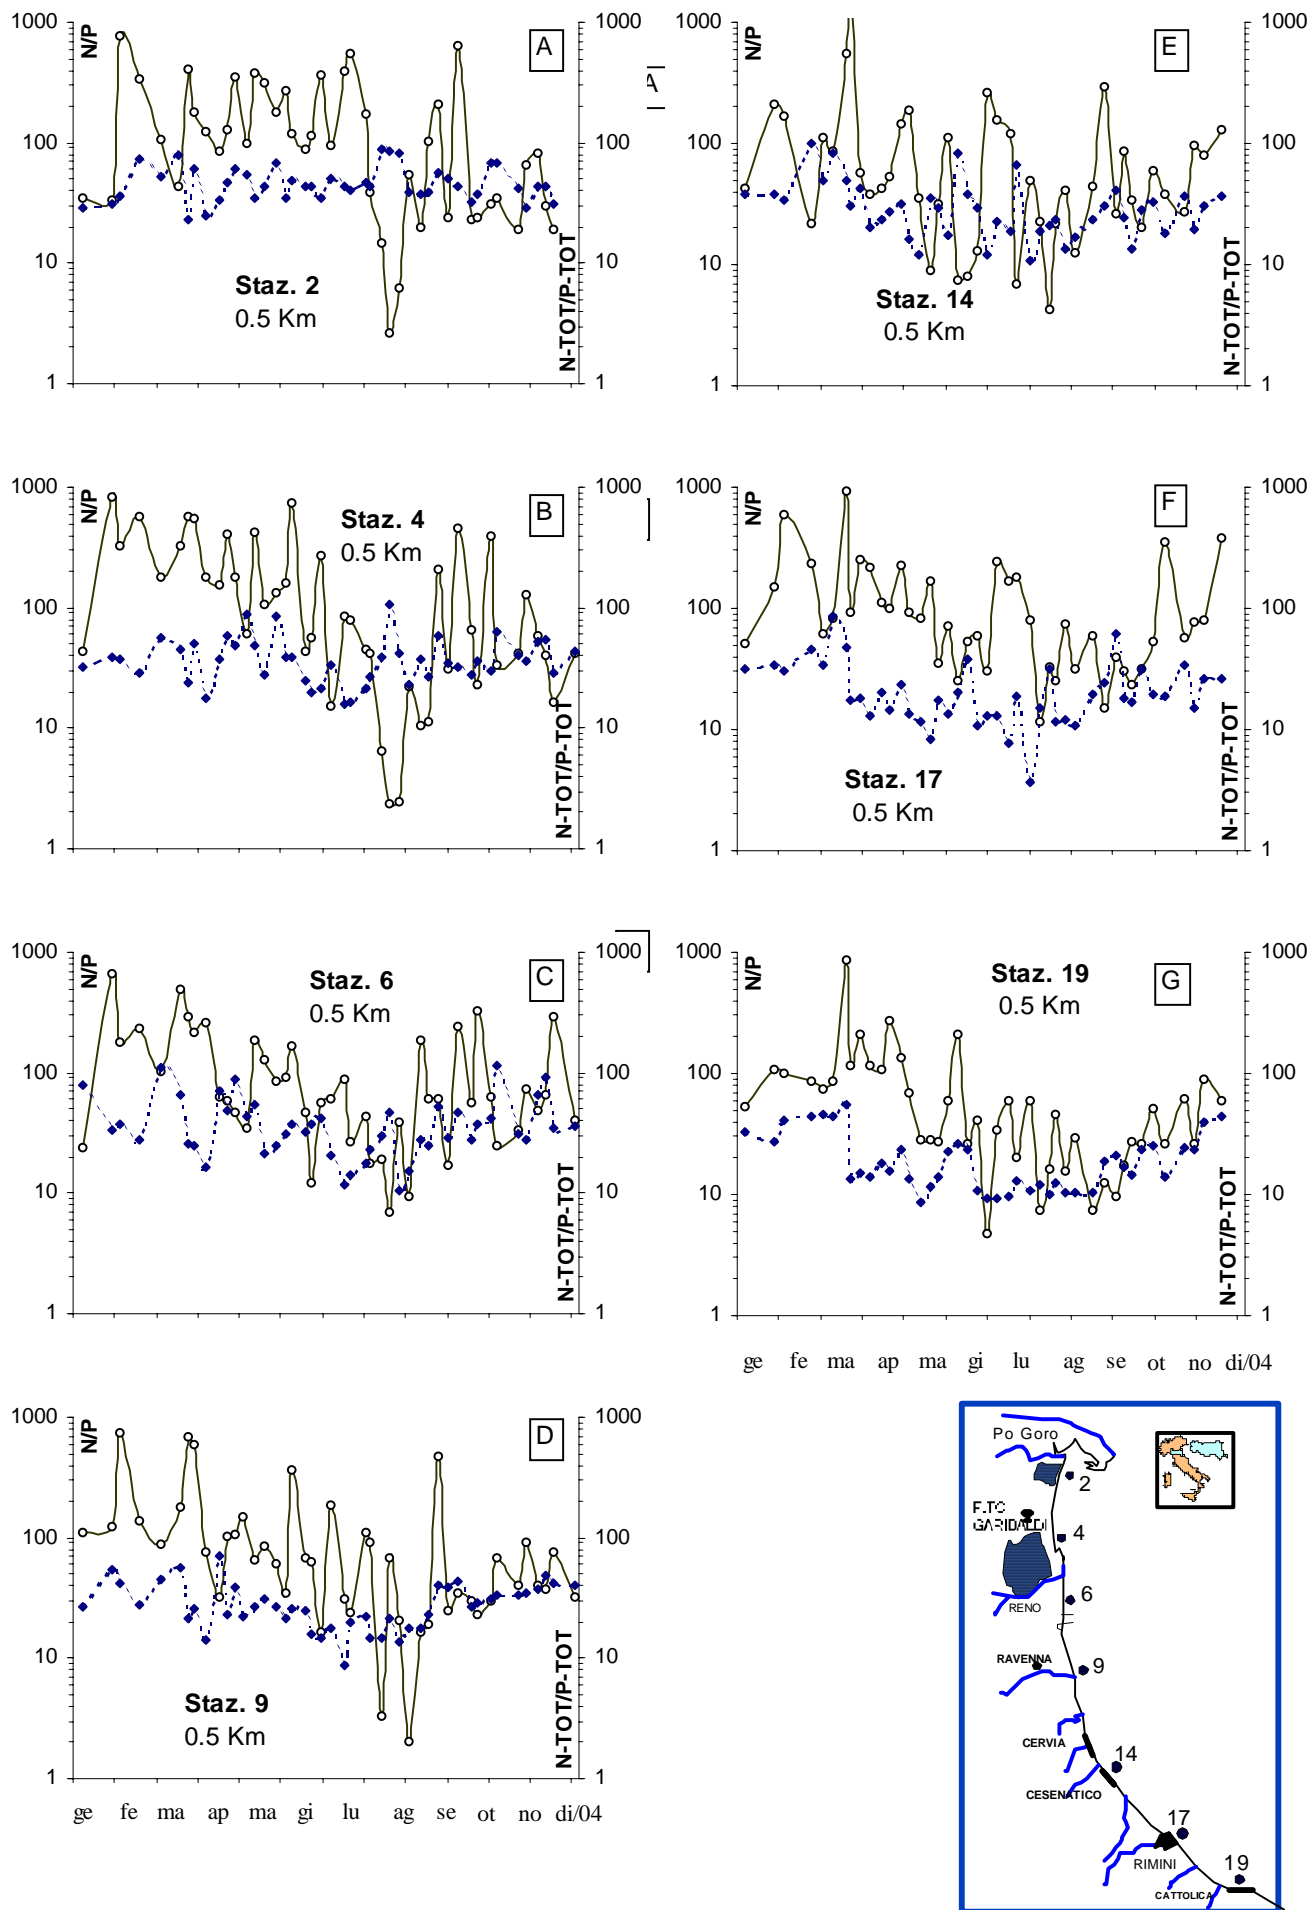 1000
100
10
1
N/P
A
Staz. 2
0.5 Km
N-TOT/P-TOT
1000
100
10
1
A
1000
100
10
1
N/P
B
Staz. 4
0.5 Km
N-TOT/P-TOT
1000
100
10
1
1000
100
10
1
N/P
C
Staz. 6
0.5 Km
N-TOT/P-TOT
1000
100
10
1
1000
100
10
1
N/P
D
Staz. 9
0.5 Km
N-TOT/P-TOT
1000
100
10
1
ge fe ma ap ma gi lu ag se ot no di/04
1000
100
10
1
N/P
E
Staz. 14
0.5 Km
N-TOT/P-TOT
1000
100
10
1
1000
100
10
1
N/P
F
Staz. 17
0.5 Km
N-TOT/P-TOT
1000
100
10
1
1000
100
10
1
N/P
G
Staz. 19
0.5 Km
N-TOT/P-TOT
1000
100
10
1
ge fe ma ap ma gi lu ag se ot no di/04
Po Goro
2
GARIBALDI
4
6
RENO
RAVENNA
9
CERVIA
14
CESENATICO
17
RIMINI
19
CATTOLICA